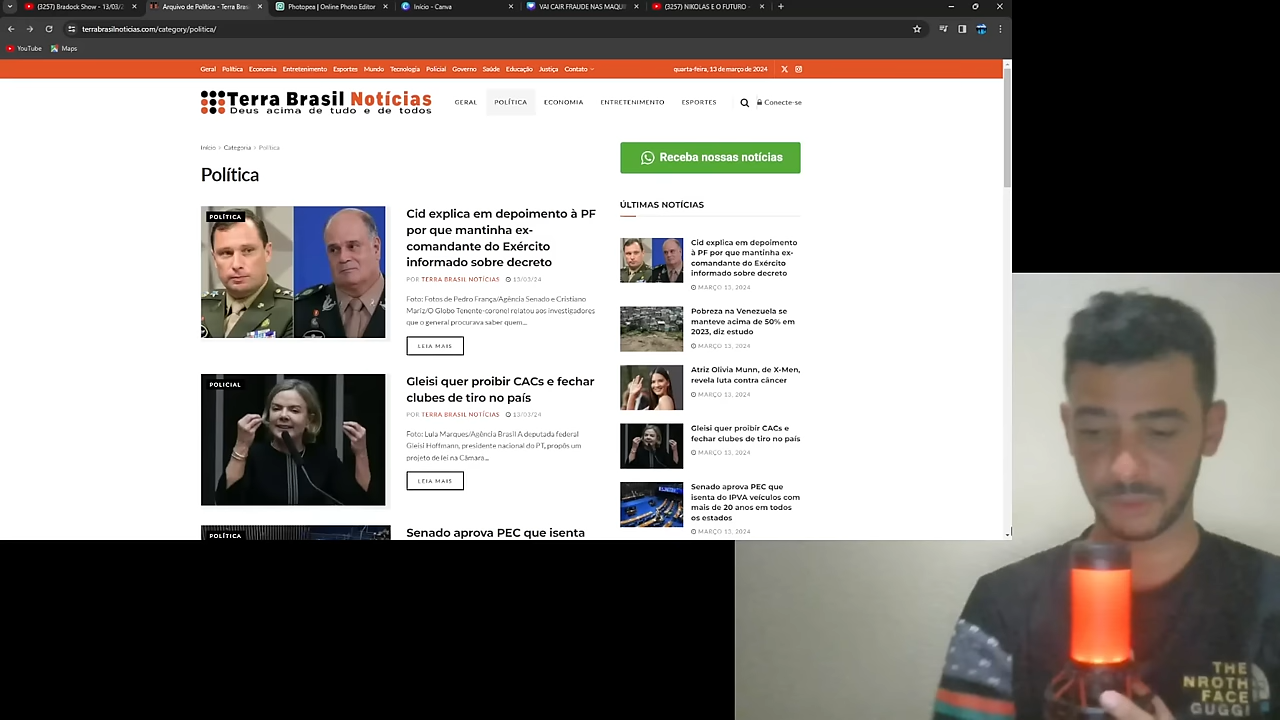 (3257) Bradock Show - 13/03/2
Arquivo de Política - Terra Brasi
Photopea | Online Photo Editor
Início - Canva
VAI CAIR FRAUDE NAS MAQUI
(3257) NIKOLAS E O FUTURO -
terrabrasilnoticias.com/category/politica/
YouTube
Maps
Geral Política Economia Entretenimento Esportes Mundo Tecnologia Policial Governo Saúde Educação Justiça Contato
quarta-feira, 13 de março de 2024
Terra Brasil Notícias
Deus acima de tudo e de todos
GERAL POLÍTICA ECONOMIA ENTRETENIMENTO ESPORTES
Conecte-se
Início > Categoria > Política
Política
Receba nossas notícias
POLÍTICA
Cid explica em depoimento à PF
por que mantinha ex-
comandante do Exército
informado sobre decreto
POR TERRA BRASIL NOTÍCIAS 13/03/24
Foto: Fotos de Pedro França/Agência Senado e Cristiano
Mariz/O Globo Tenente-coronel relatou aos investigadores
que o general procurava saber quem...
LEIA MAIS
POLICIAL
Gleisi quer proibir CACs e fechar
clubes de tiro no país
POR TERRA BRASIL NOTÍCIAS 13/03/24
Foto: Lula Marques/Agência Brasil A deputada federal
Gleisi Hoffmann, presidente nacional do PT, propôs um
projeto de lei na Câmara...
LEIA MAIS
POLÍTICA
Senado aprova PEC que isenta
ÚLTIMAS NOTÍCIAS
Cid explica em depoimento
à PF por que mantinha ex-
comandante do Exército
informado sobre decreto
MARÇO 13, 2024
Pobreza na Venezuela se
manteve acima de 50% em
2023, diz estudo
MARÇO 13, 2024
Atriz Olivia Munn, de X-Men,
revela luta contra câncer
MARÇO 13, 2024
Gleisi quer proibir CACs e
fechar clubes de tiro no país
MARÇO 13, 2024
Senado aprova PEC que
isenta do IPVA veículos com
mais de 20 anos em todos
os estados
MARÇO 13, 2024
THE
NROTH
FACE
GUGGI